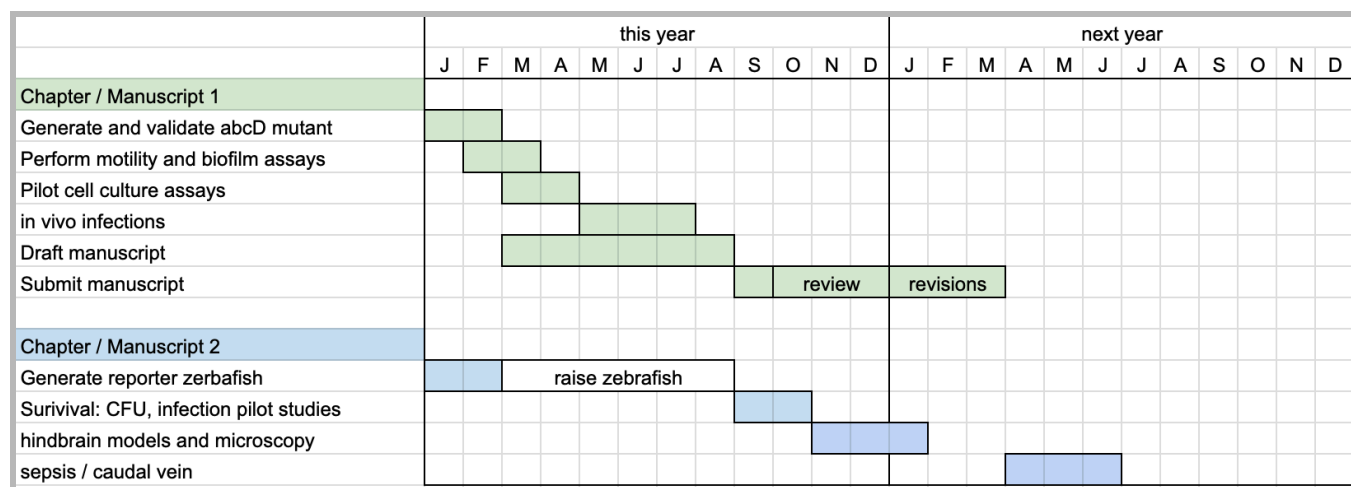 this year next year
J F M A M J J A S O N D J F M A M J J A S O N D
Chapter / Manuscript 1
Generate and validate abcD mutant
Perform motility and biofilm assays
Pilot cell culture assays
in vivo infections
Draft manuscript
Submit manuscript review revisions
Chapter / Manuscript 2
Generate reporter zerbafish raise zebrafish
Surivival: CFU, infection pilot studies
hindbrain models and microscopy
sepsis / caudal vein